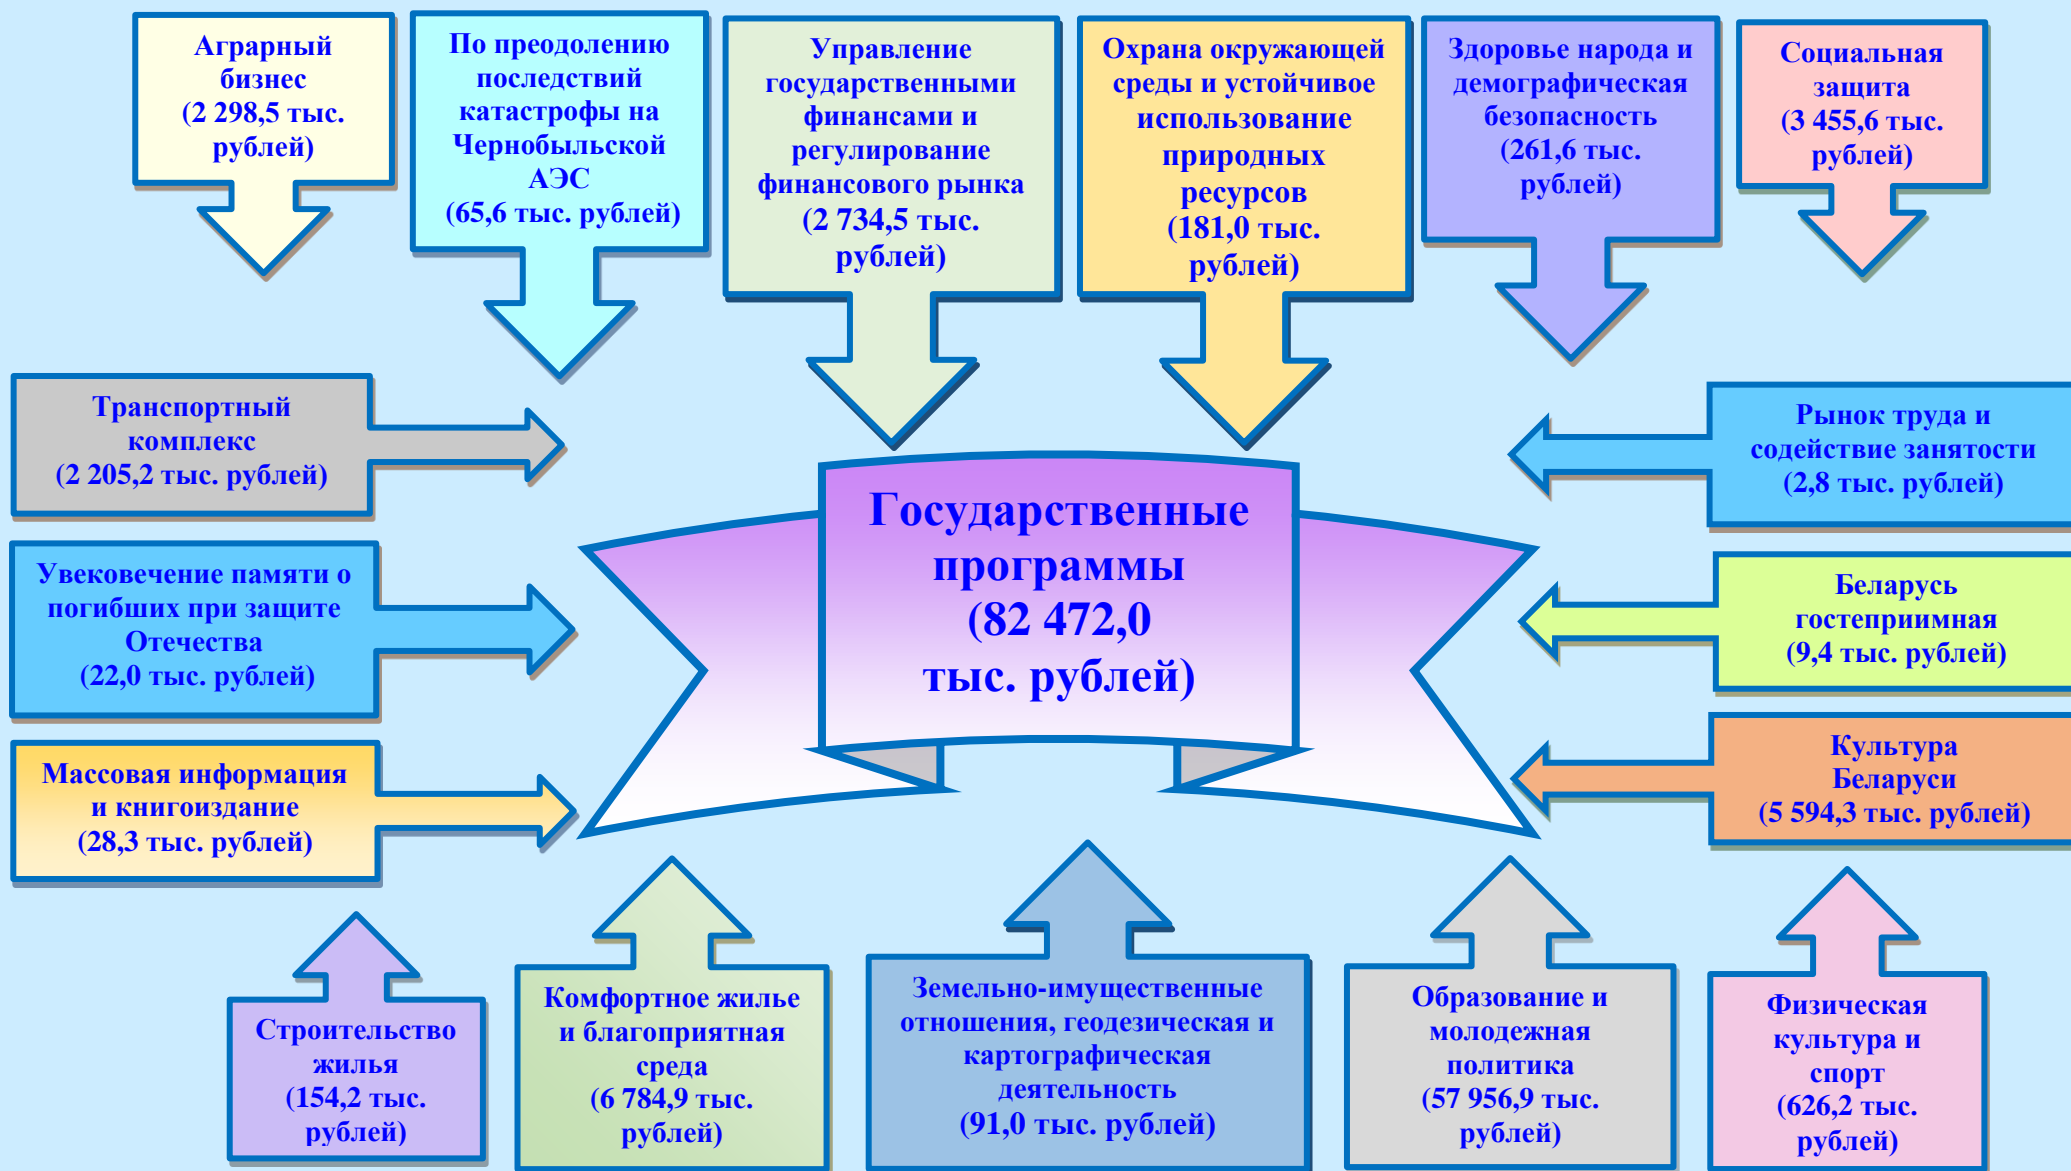 Аграрный
бизнес
(2 298,5 тыс.
рублей)
По преодолению
последствий
катастрофы на
Чернобыльской
АЭС
(65,6 тыс. рублей)
Управление
государственными
финансами и
регулирование
финансового рынка
(2 734,5 тыс.
рублей)
Охрана окружающей
среды и устойчивое
использование
природных
ресурсов
(181,0 тыс.
рублей)
Здоровье народа и
демографическая
безопасность
(261,6 тыс.
рублей)
Социальная
защита
(3 455,6 тыс.
рублей)
Транспортный
комплекс
(2 205,2 тыс. рублей)
Рынок труда и
содействие занятости
(2,8 тыс. рублей)
Государственные
программы
(82 472,0
тыс. рублей)
Увековечение памяти о
погибших при защите
Отечества
(22,0 тыс. рублей)
Беларусь
гостеприимная
(9,4 тыс. рублей)
Массовая информация
и книгоиздание
(28,3 тыс. рублей)
Культура
Беларуси
(5 594,3 тыс. рублей)
Строительство
жилья
(154,2 тыс.
рублей)
Комфортное жилье
и благоприятная
среда
(6 784,9 тыс.
рублей)
Земельно-имущественные
отношения, геодезическая и
картографическая
деятельность
(91,0 тыс. рублей)
Образование и
молодежная
политика
(57 956,9 тыс.
рублей)
Физическая
культура и
спорт
(626,2 тыс.
рублей)